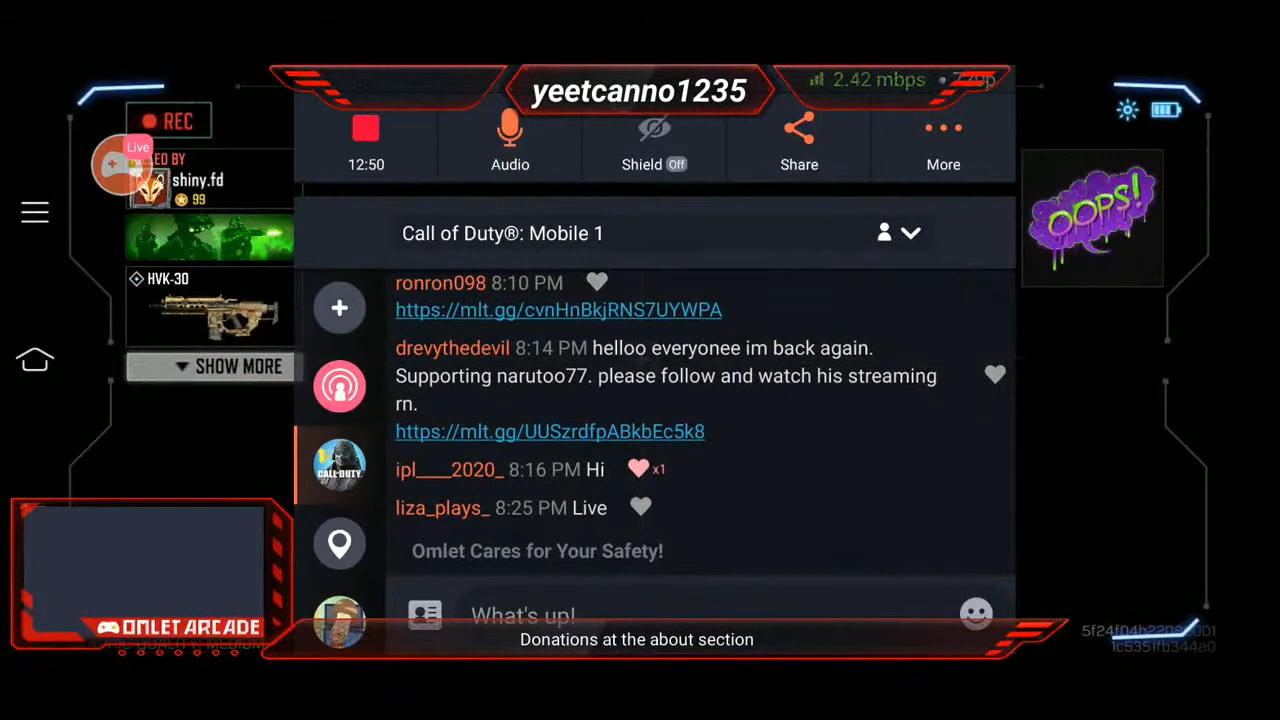 yeetcanno1235
2.42 mbps
REC
Live
shiny.fd
99
12:50
Audio
Shield Off
Share
More
OOPS!
Call of Duty®: Mobile 1
HVK-30
SHOW MORE
ronron098 8:10 PM
https://mlt.gg/cvnHnBkjRNS7UYWPA
drevythedevil 8:14 PM helloo everyonee im back again.
Supporting narutoo77. please follow and watch his streaming
rn.
https://mlt.gg/UUSzrdfpABkbEc5k8
ipl____2020_ 8:16 PM Hi
x1
CALL·DUTY
liza_plays_ 8:25 PM Live
Omlet Cares for Your Safety!
What's up!
OMLET ARCADE
Donations at the about section